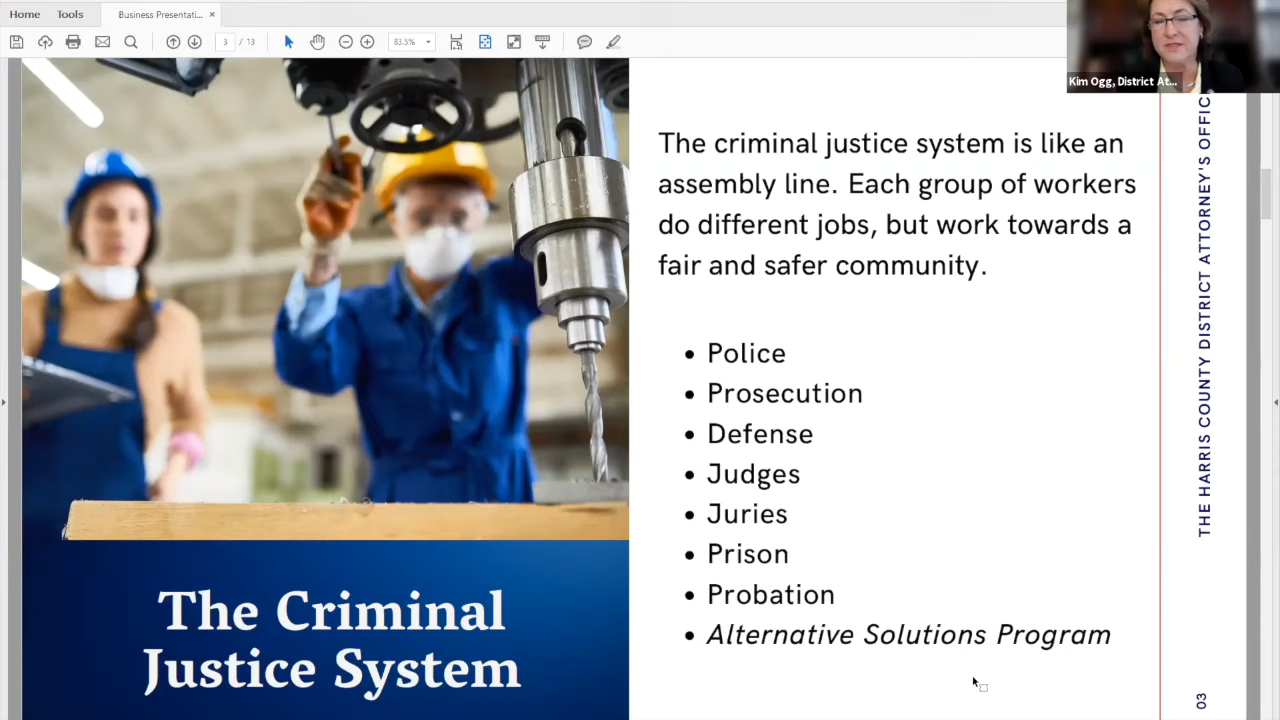 Home
Tools
Business Presentati...
3 / 13
83.5%
Kim Ogg, District At...
The criminal justice system is like an
assembly line. Each group of workers
do different jobs, but work towards a
fair and safer community.
• Police
• Prosecution
• Defense
• Judges
• Juries
• Prison
• Probation
• Alternative Solutions Program
The Criminal
Justice System
THE HARRIS COUNTY DISTRICT ATTORNEY'S OFFIC
03